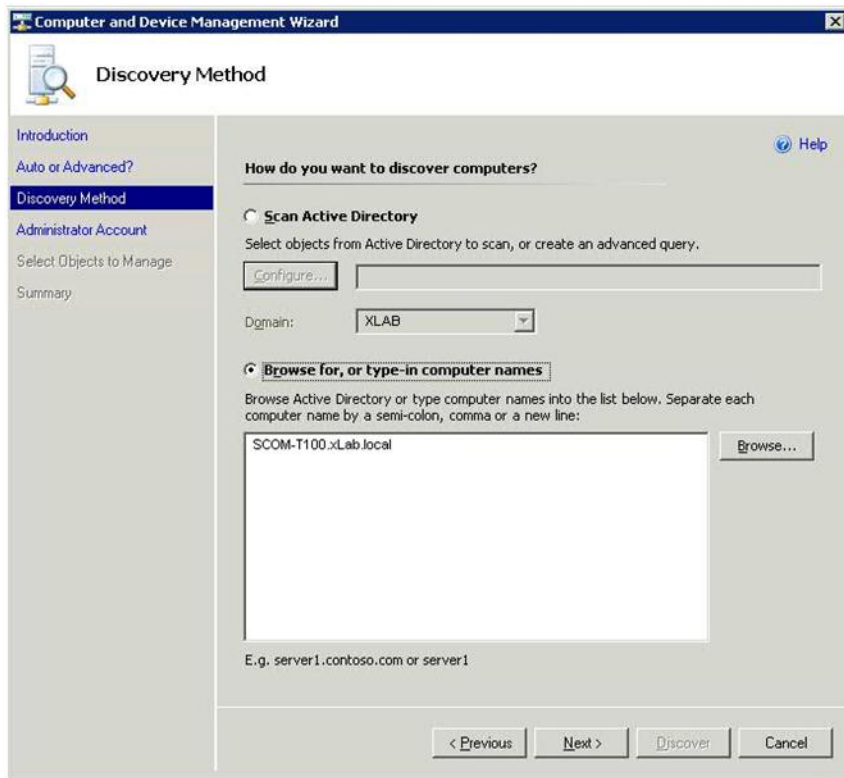 Computer and Device Management Wizard
Discovery Method
Introduction
Auto or Advanced?
Discovery Method
Administrator Account
Select Objects to Manage
Summary
Help
How do you want to discover computers?
Scan Active Directory
Select objects from Active Directory to scan, or create an advanced query.
Configure...
Domain:
XLAB
Browse for, or type-in computer names
Browse Active Directory or type computer names into the list below. Separate each
computer name by a semi-colon, comma or a new line:
SCOM-T100.xLab.local
Browse...
E.g. server1.contoso.com or server1
< Previous
Next >
Discover
Cancel